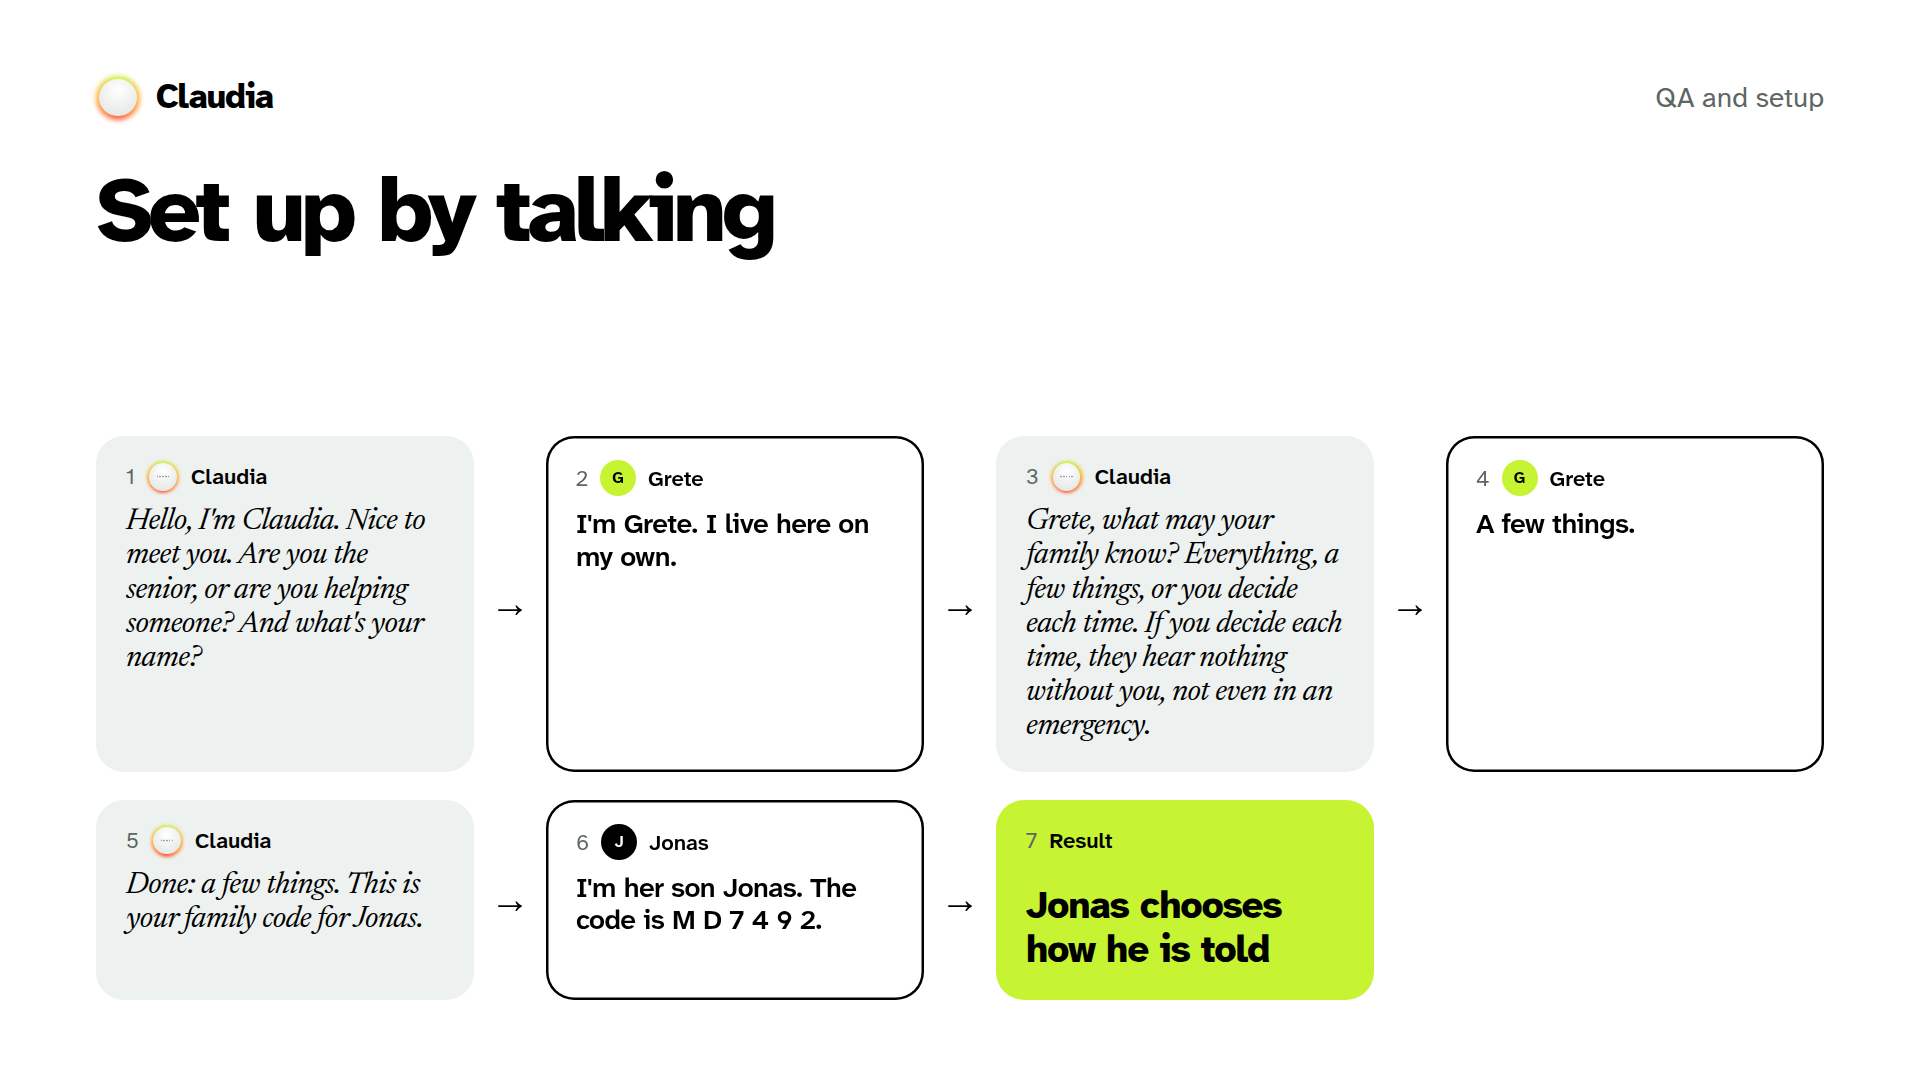 Claudia
QA and setup
Set up by talking
1 Claudia
Hello, I'm Claudia. Nice to
meet you. Are you the
senior, or are you helping
someone? And what's your
name?
→
2 G Grete
I'm Grete. I live here on
my own.
→
3 Claudia
Grete, what may your
family know? Everything, a
few things, or you decide
each time. If you decide each
time, they hear nothing
without you, not even in an
emergency.
→
4 G Grete
A few things.
5 Claudia
Done: a few things. This is
your family code for Jonas.
→
6 J Jonas
I'm her son Jonas. The
code is M D 7 4 9 2.
→
7 Result
Jonas chooses
how he is told